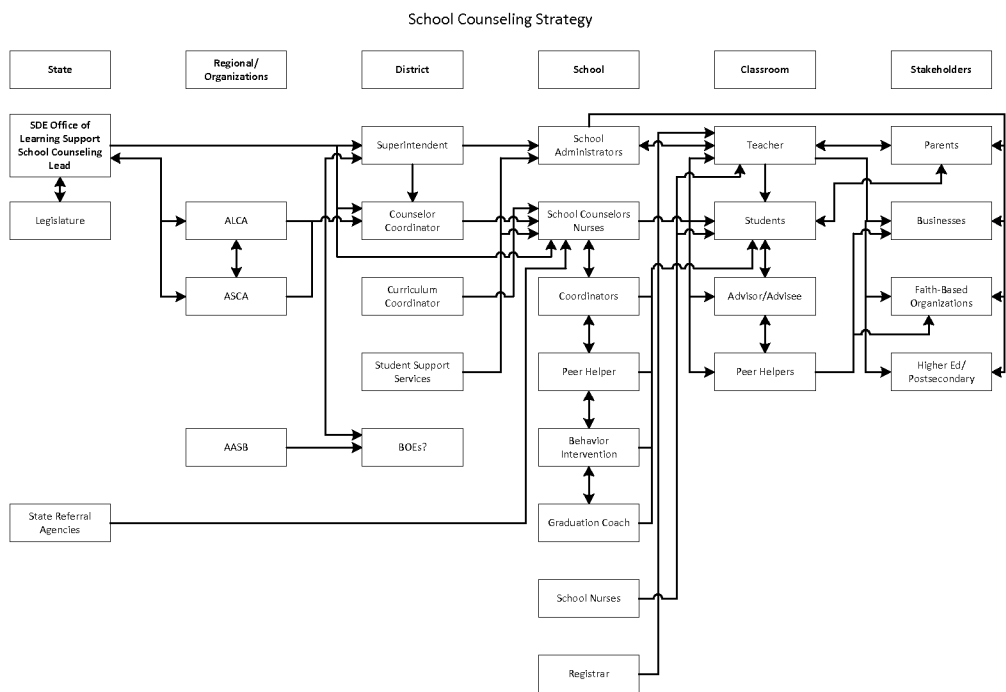 School Counseling Strategy
State
Regional/
Organizations
District
School
Classroom
Stakeholders
SDE Office of
Learning Support
School Counseling
Lead
Superintendent
School
Administrators
Teacher
Parents
Legislature
ALCA
Counselor
Coordinator
School Counselors
Nurses
Students
Businesses
ASCA
Curriculum
Coordinator
Coordinators
Advisor/Advisee
Faith-Based
Organizations
Student Support
Services
Peer Helper
Peer Helpers
Higher Ed/
Postsecondary
AASB
BOEs?
Behavior
Intervention
State Referral
Agencies
Graduation Coach
School Nurses
Registrar